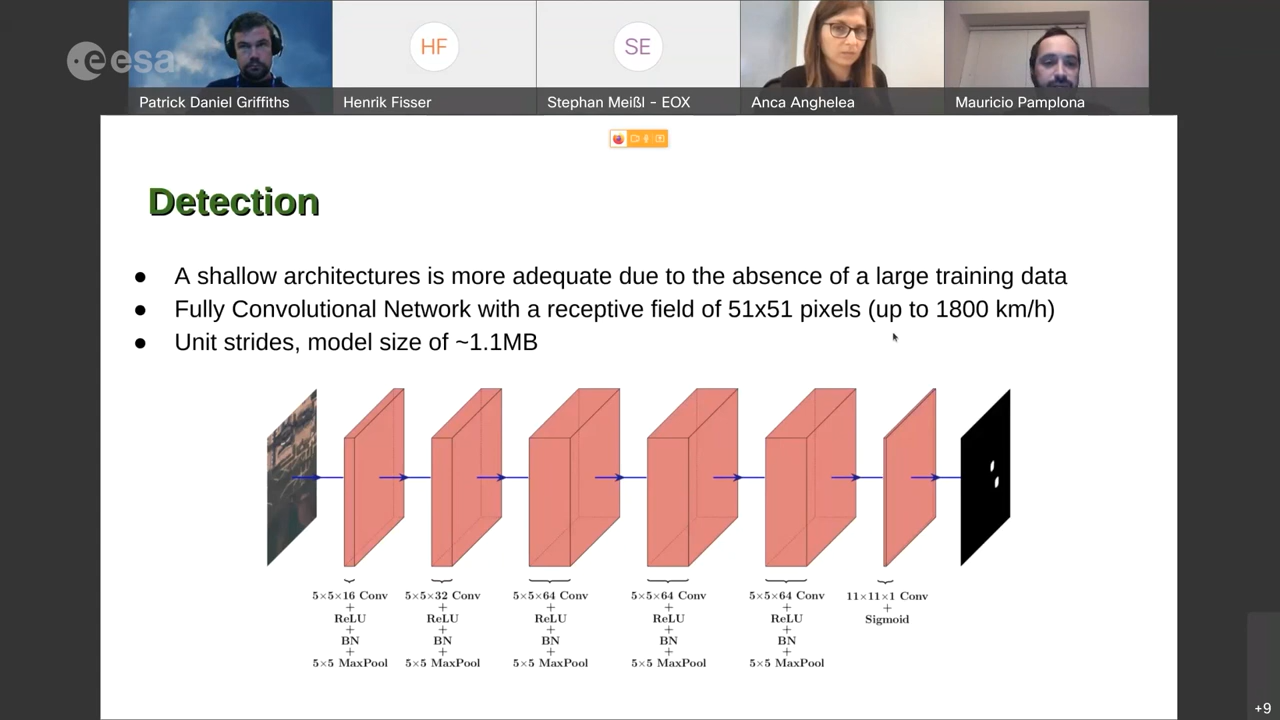 esa
HF
SE
Patrick Daniel Griffiths
Henrik Fisser
Stephan Meißl - EOX
Anca Anghelea
Mauricio Pamplona
Detection
● A shallow architectures is more adequate due to the absence of a large training data
● Fully Convolutional Network with a receptive field of 51x51 pixels (up to 1800 km/h)
● Unit strides, model size of ~1.1MB
5×5×16 Conv
+
ReLU
+
BN
+
5×5 MaxPool
5×5×32 Conv
+
ReLU
+
BN
+
5×5 MaxPool
5×5×64 Conv
+
ReLU
+
BN
+
5×5 MaxPool
5×5×64 Conv
+
ReLU
+
BN
+
5×5 MaxPool
5×5×64 Conv
+
ReLU
+
BN
+
5×5 MaxPool
11×11×1 Conv
+
Sigmoid
+9